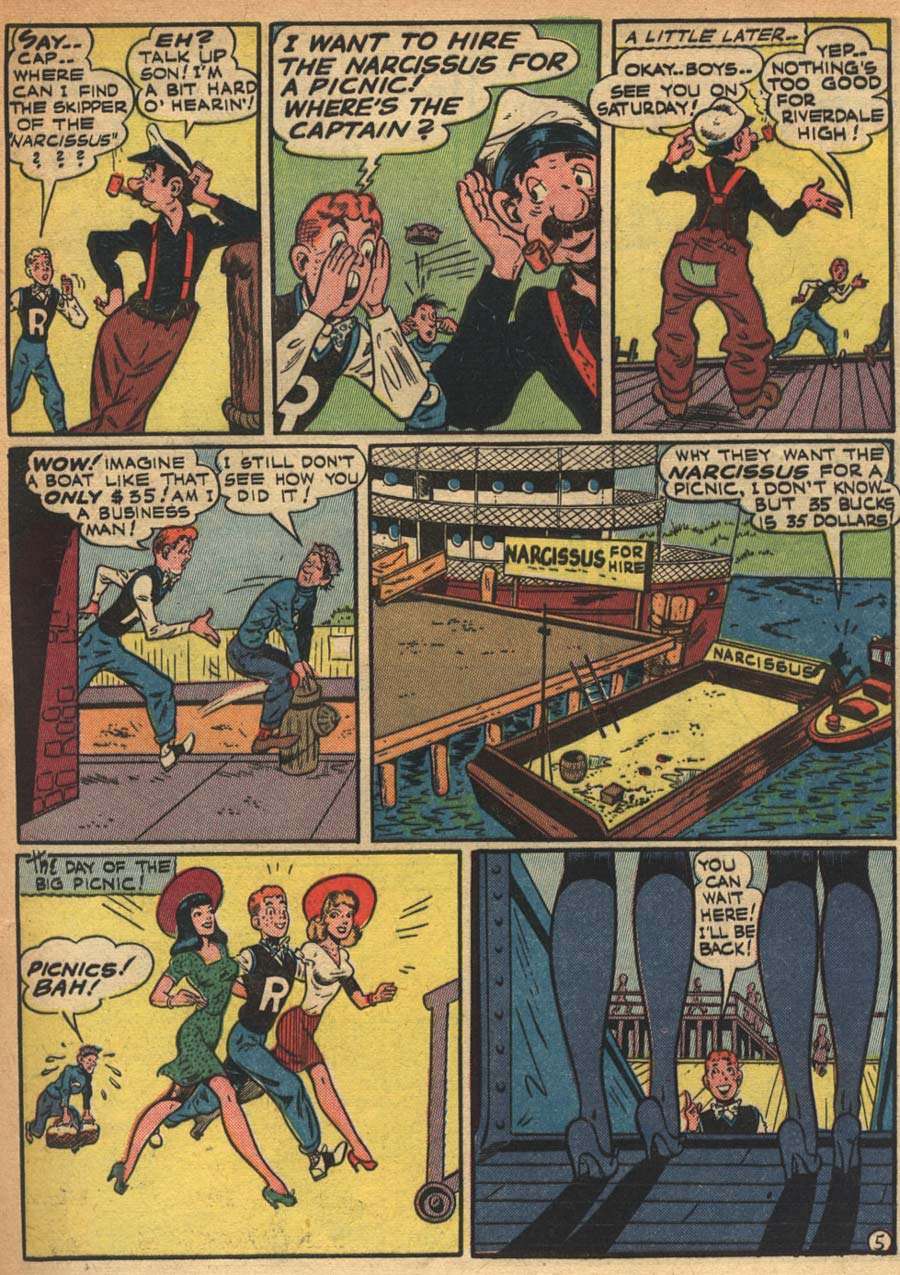 SAY--
CAP--
WHERE
CAN I FIND
THE SKIPPER
OF THE
"NARCISSUS"
? ? ?
EH?
TALK UP
SON! I'M
A BIT HARD
O' HEARIN'!
R
I WANT TO HIRE
THE NARCISSUS FOR
A PICNIC!
WHERE'S THE
CAPTAIN?
R
A LITTLE LATER--
OKAY..BOYS--
SEE YOU ON
SATURDAY!
YEP--
NOTHING'S
TOO GOOD
FOR
RIVERDALE
HIGH!
WOW! IMAGINE
A BOAT LIKE THAT
ONLY $35! AM I
A BUSINESS
MAN!
I STILL DON'T
SEE HOW YOU
DID IT!
WHY THEY WANT THE
NARCISSUS FOR A
PICNIC, I DON'T KNOW--
BUT 35 BUCKS
IS 35 DOLLARS!
NARCISSUS FOR
HIRE
NARCISSUS
The DAY OF THE
BIG PICNIC!
PICNICS!
BAH!
R
YOU
CAN
WAIT
HERE!
I'LL BE
BACK!
5